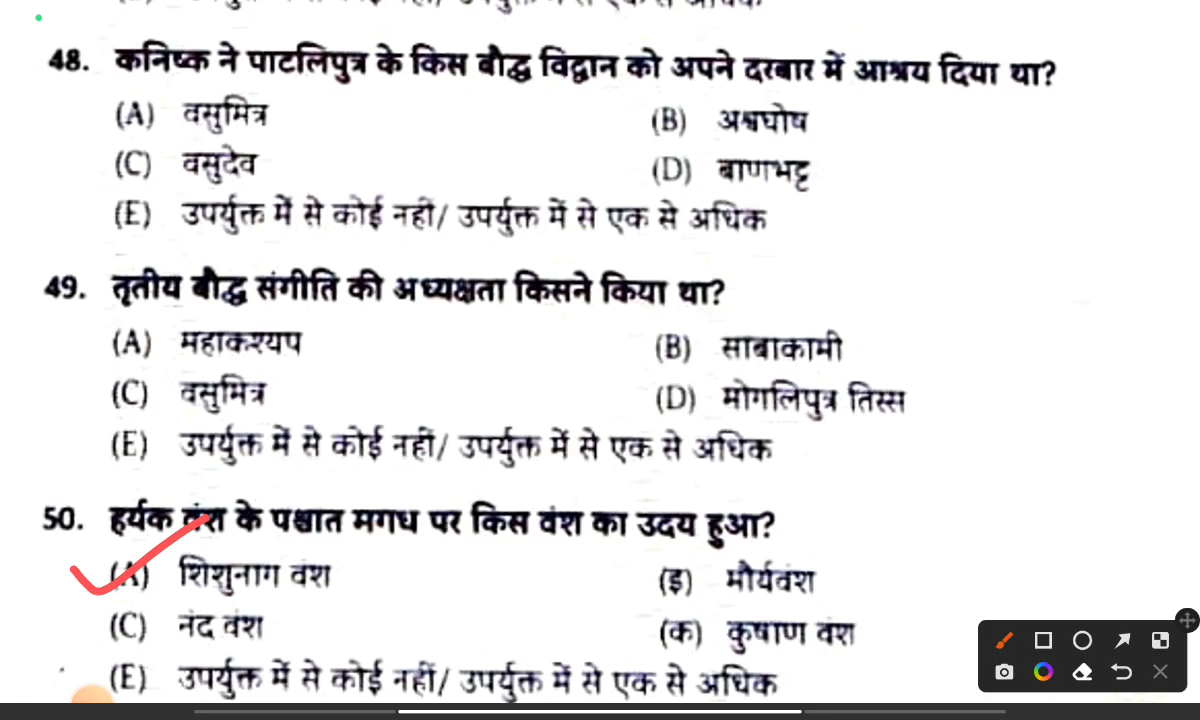 48. कनिष्क ने पाटलिपुत्र के किस बौद्ध विद्वान को अपने दरबार में आश्रय दिया था?
(A) वसुमित्र (B) अश्वघोष
(C) वसुदेव (D) बाणभट्ट
(E) उपर्युक्त में से कोई नहीं/ उपर्युक्त में से एक से अधिक
49. तृतीय बौद्ध संगीति की अध्यक्षता किसने किया था?
(A) महाकश्यप (B) साबाकामी
(C) वसुमित्र (D) मोगलिपुत्र तिस्स
(E) उपर्युक्त में से कोई नहीं/ उपर्युक्त में से एक से अधिक
50. हर्यक वंश के पश्चात मगध पर किस वंश का उदय हुआ?
(A) शिशुनाग वंश (इ) मौर्यवंश
(C) नंद वंश (क) कुषाण वंश
(E) उपर्युक्त में से कोई नहीं/ उपर्युक्त में से एक से अधिक